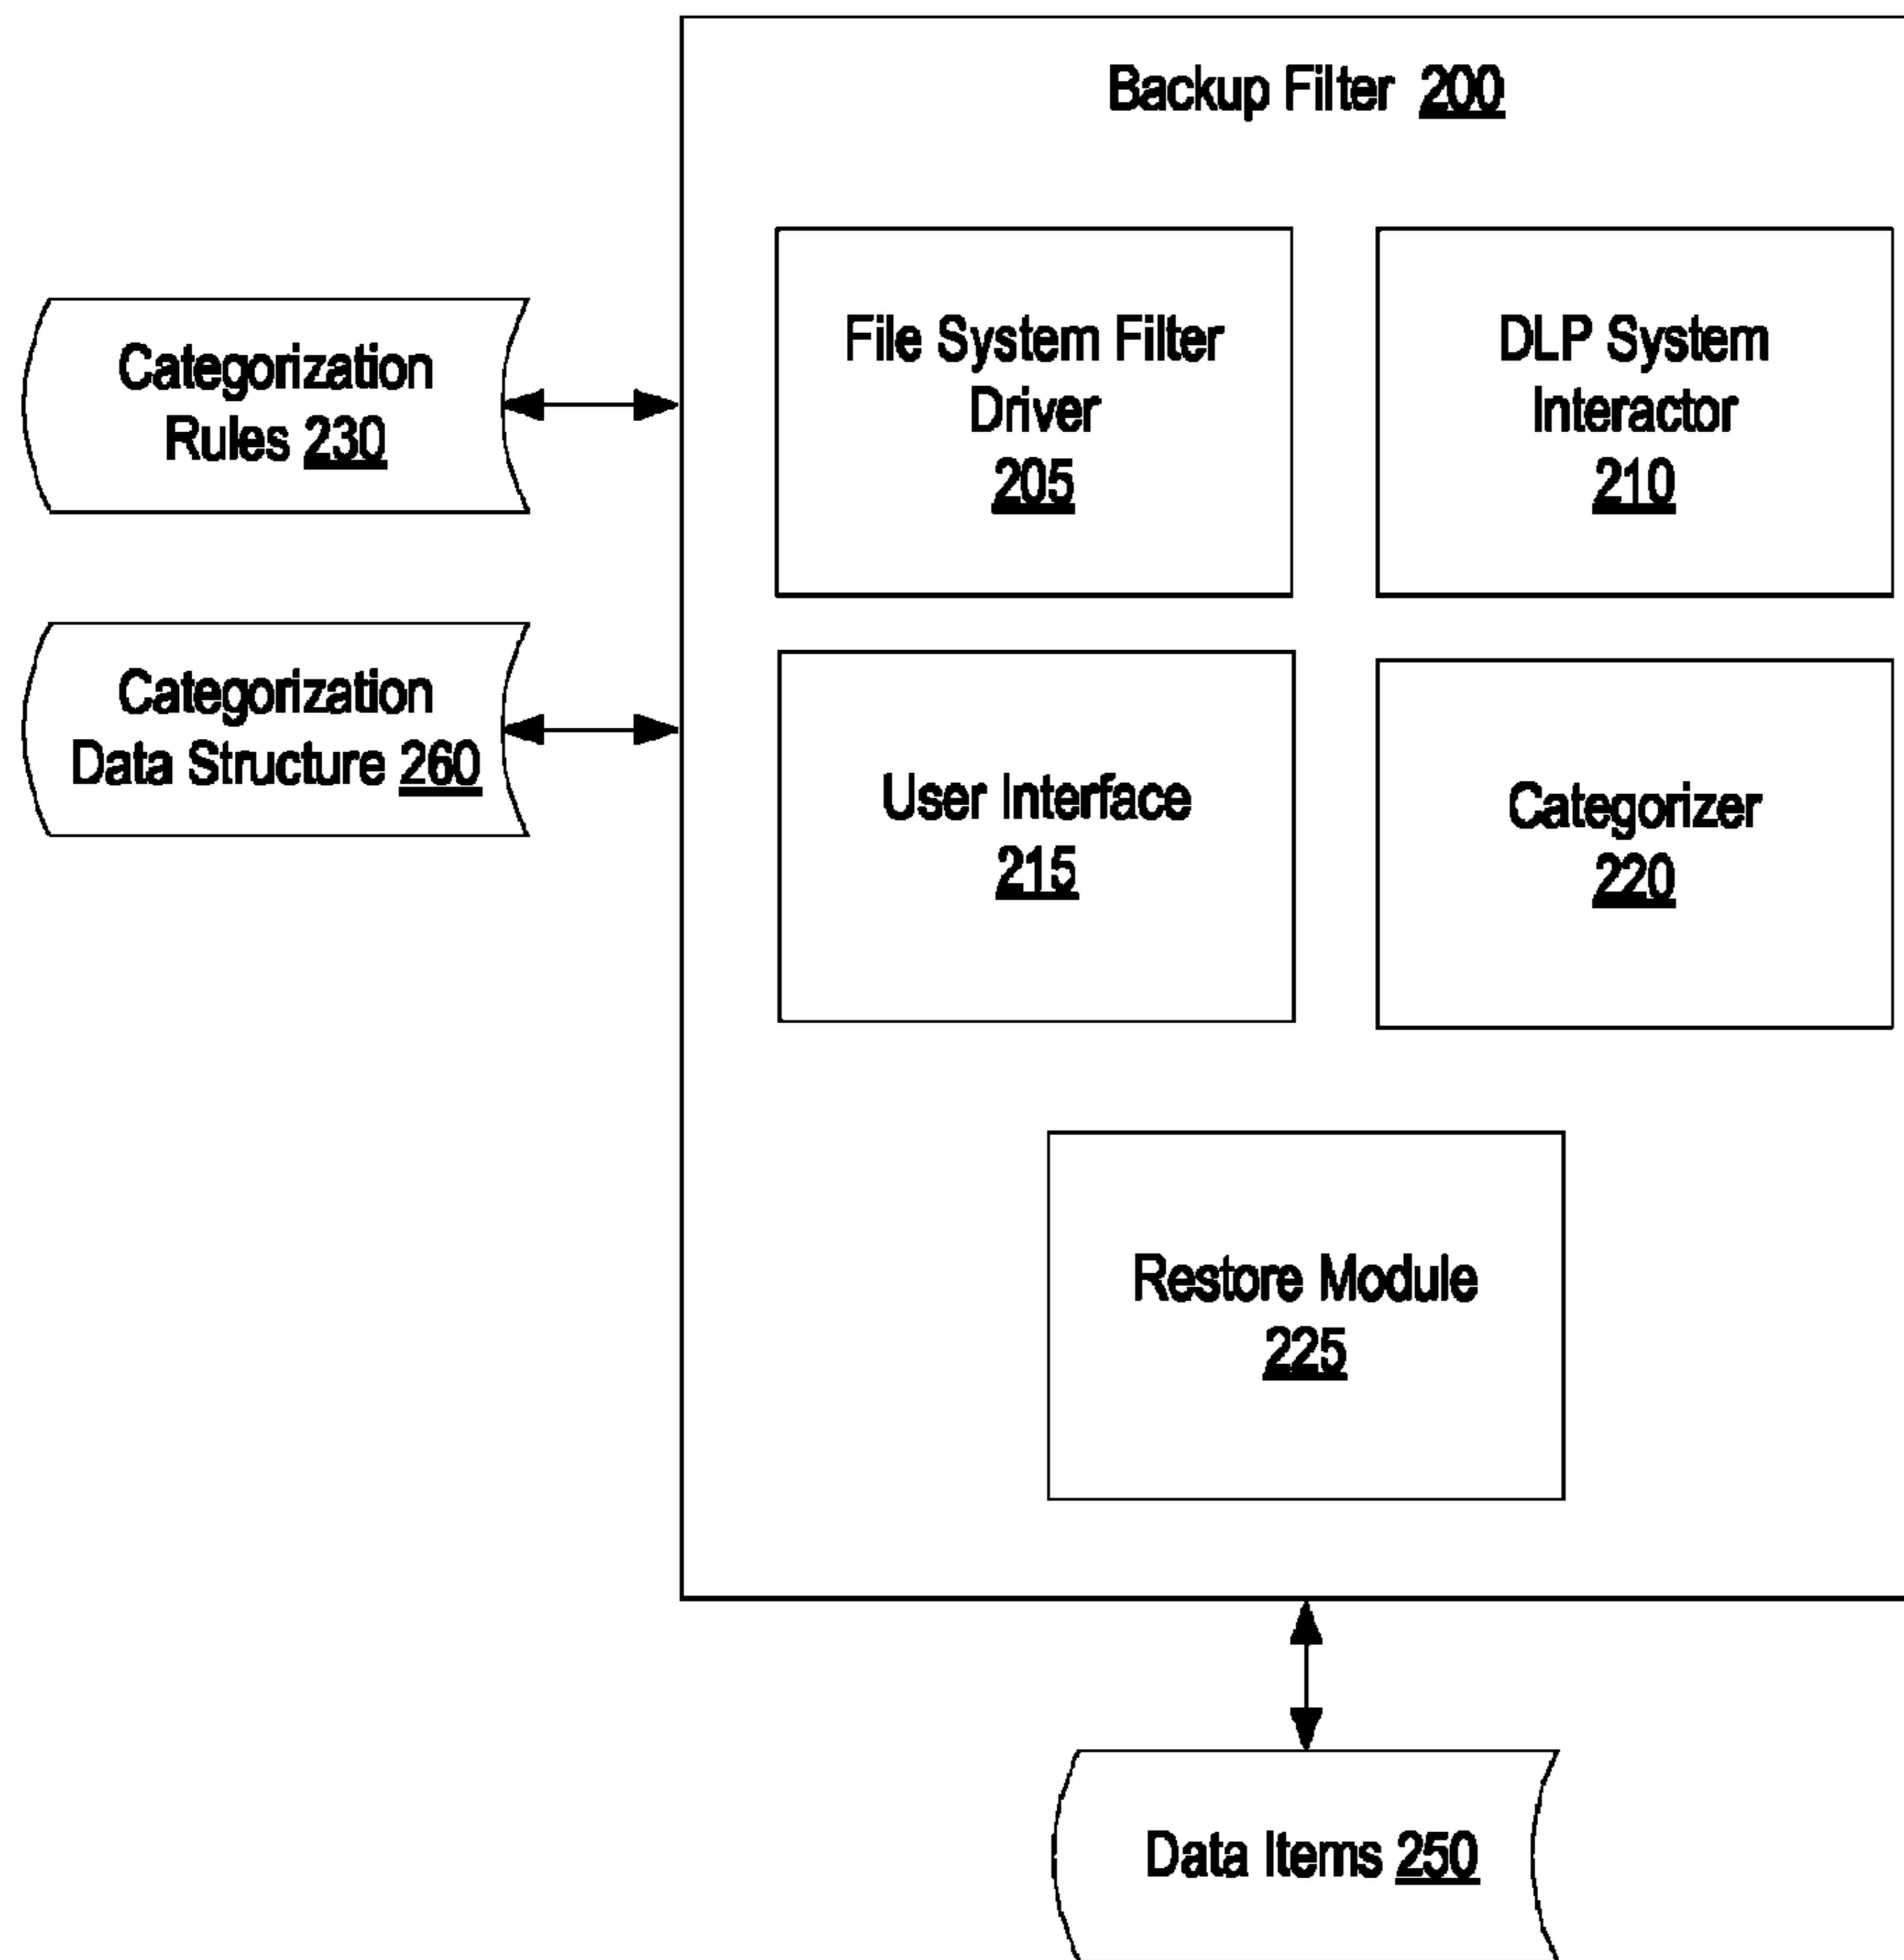 Backup Filter 200
File System Filter
Driver
205
DLP System
Interactor
210
Categorization
Rules 230
Categorization
Data Structure 260
User Interface
215
Categorizer
220
Restore Module
225
Data Items 250